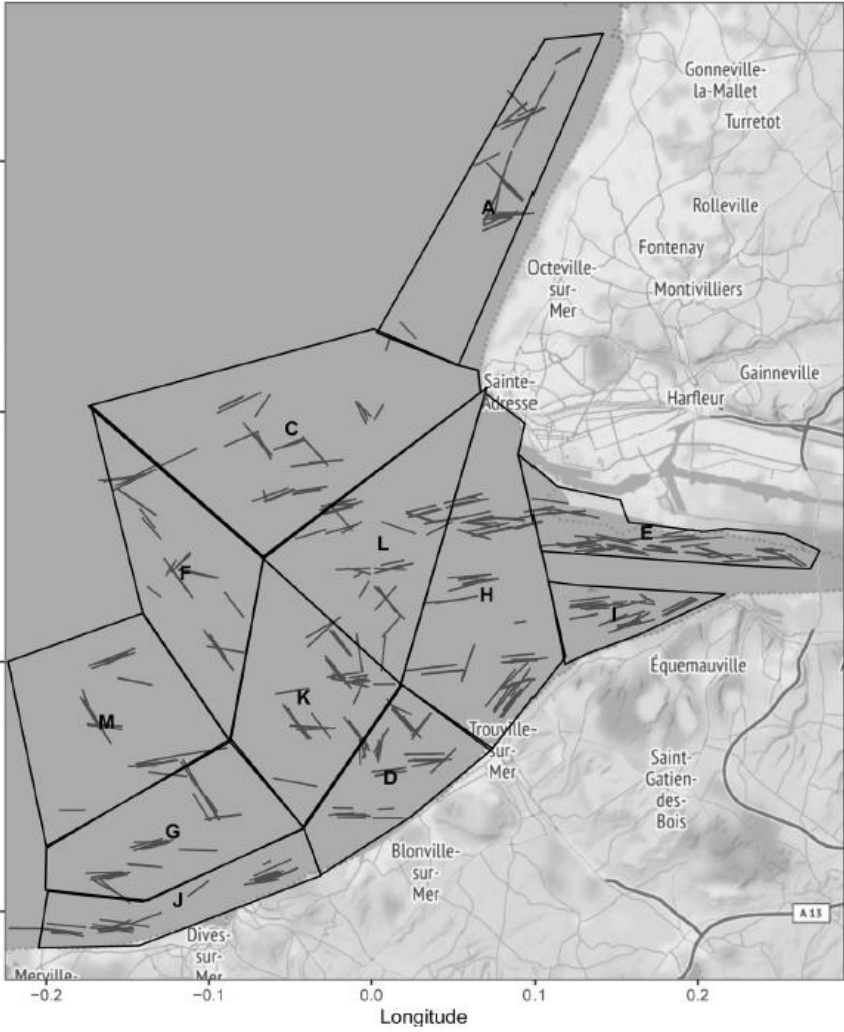 Gonneville-
la-Mallet
Turretot
A
Rolleville
Fontenay
Octeville-
sur-
Mer
Montivilliers
Gainneville
Sainte-
Adresse
Harfleur
C
E
L
F
H
I
Équemauville
K
M
Trouville-
sur-
Mer
D
Saint-
Gatien-
des-
Bois
G
Blonville-
sur-
Mer
J
A 13
Dives-
sur-
Mer
Merville-
−0.2
−0.1
0.0
0.1
0.2
Longitude